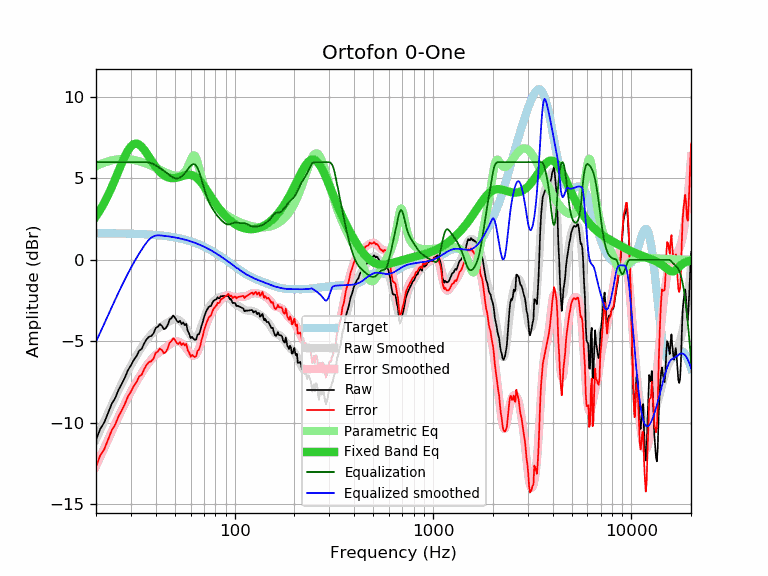 Ortofon 0-One
10
5
0
−5
−10
−15
Amplitude (dBr)
Target
Raw Smoothed
Error Smoothed
Raw
Error
Parametric Eq
Fixed Band Eq
Equalization
Equalized smoothed
100
1000
10000
Frequency (Hz)